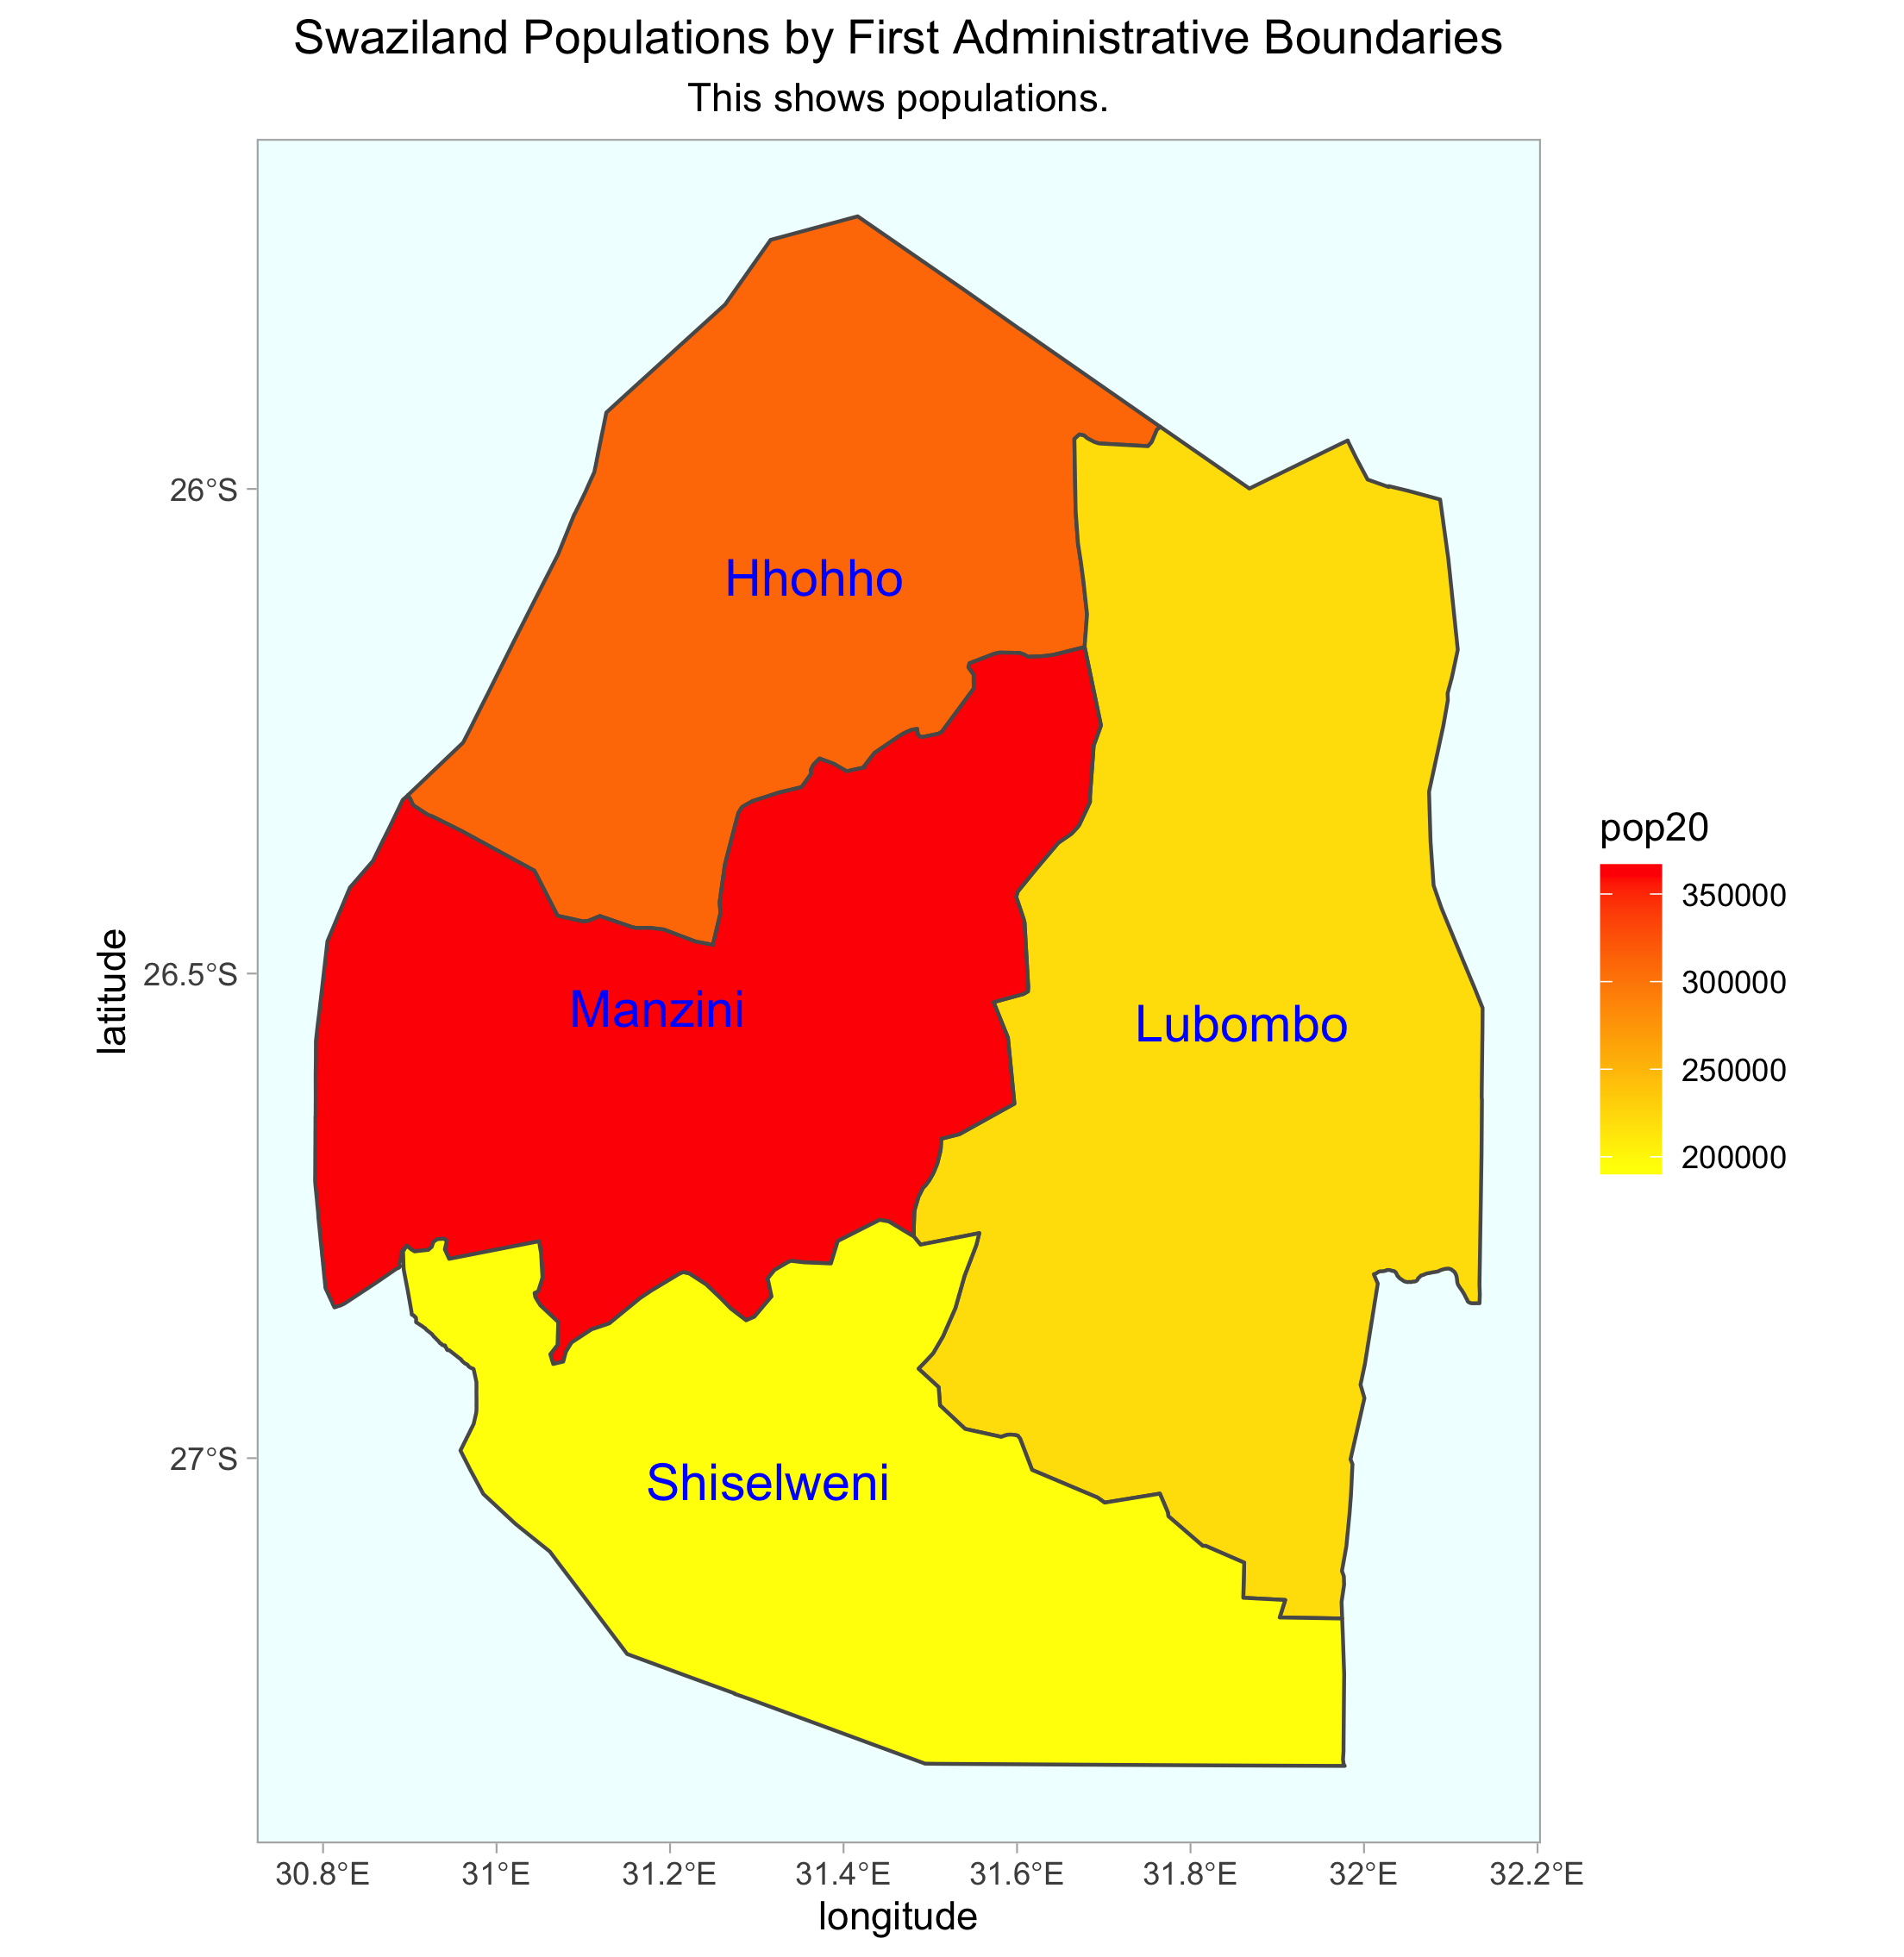 Swaziland Populations by First Administrative Boundaries
This shows populations.
26°S
26.5°S
27°S
latitude
Hhohho
Manzini
Lubombo
Shiselweni
pop20
350000
300000
250000
200000
30.8°E
31°E
31.2°E
31.4°E
31.6°E
31.8°E
32°E
32.2°E
longitude